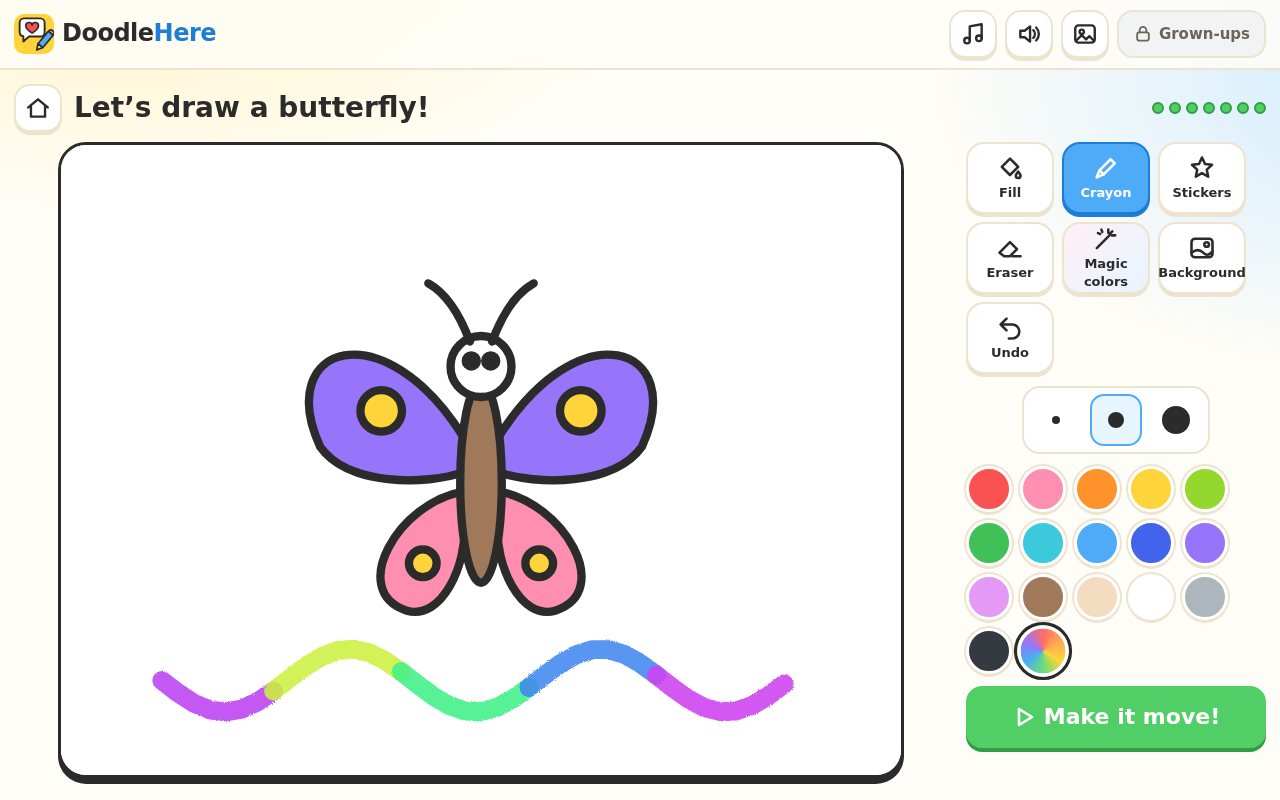 DoodleHere
Grown-ups
Let’s draw a butterfly!
Fill
Crayon
Stickers
Eraser
Magic
colors
Background
Undo
Make it move!